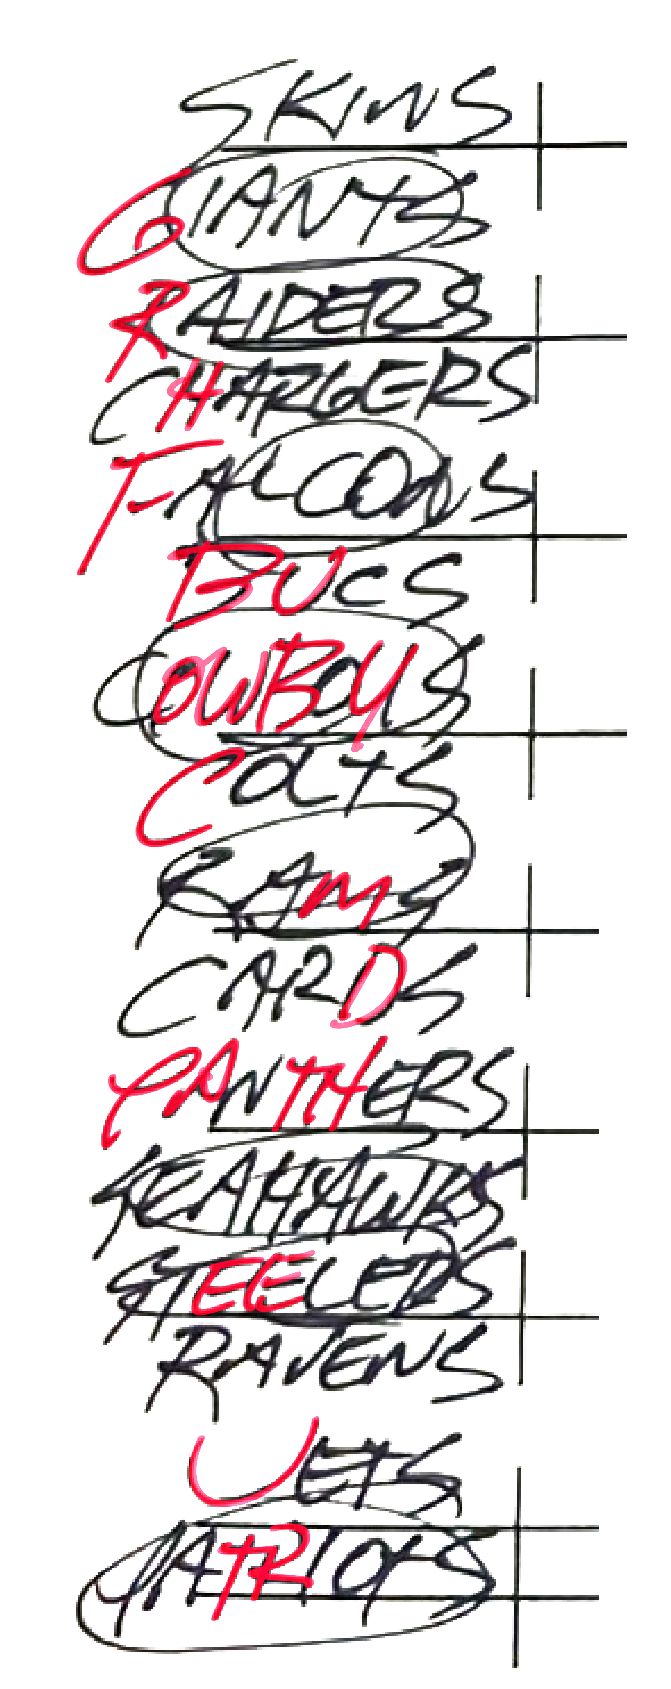 SKINS
GIANTS
RAIDERS
CHARGERS
FALCONS
BUCS
COWBOYS
COLTS
RAMS
CARDS
PANTHERS
SEAHAWKS
STEELERS
RAVENS
JETS
PATRIOTS